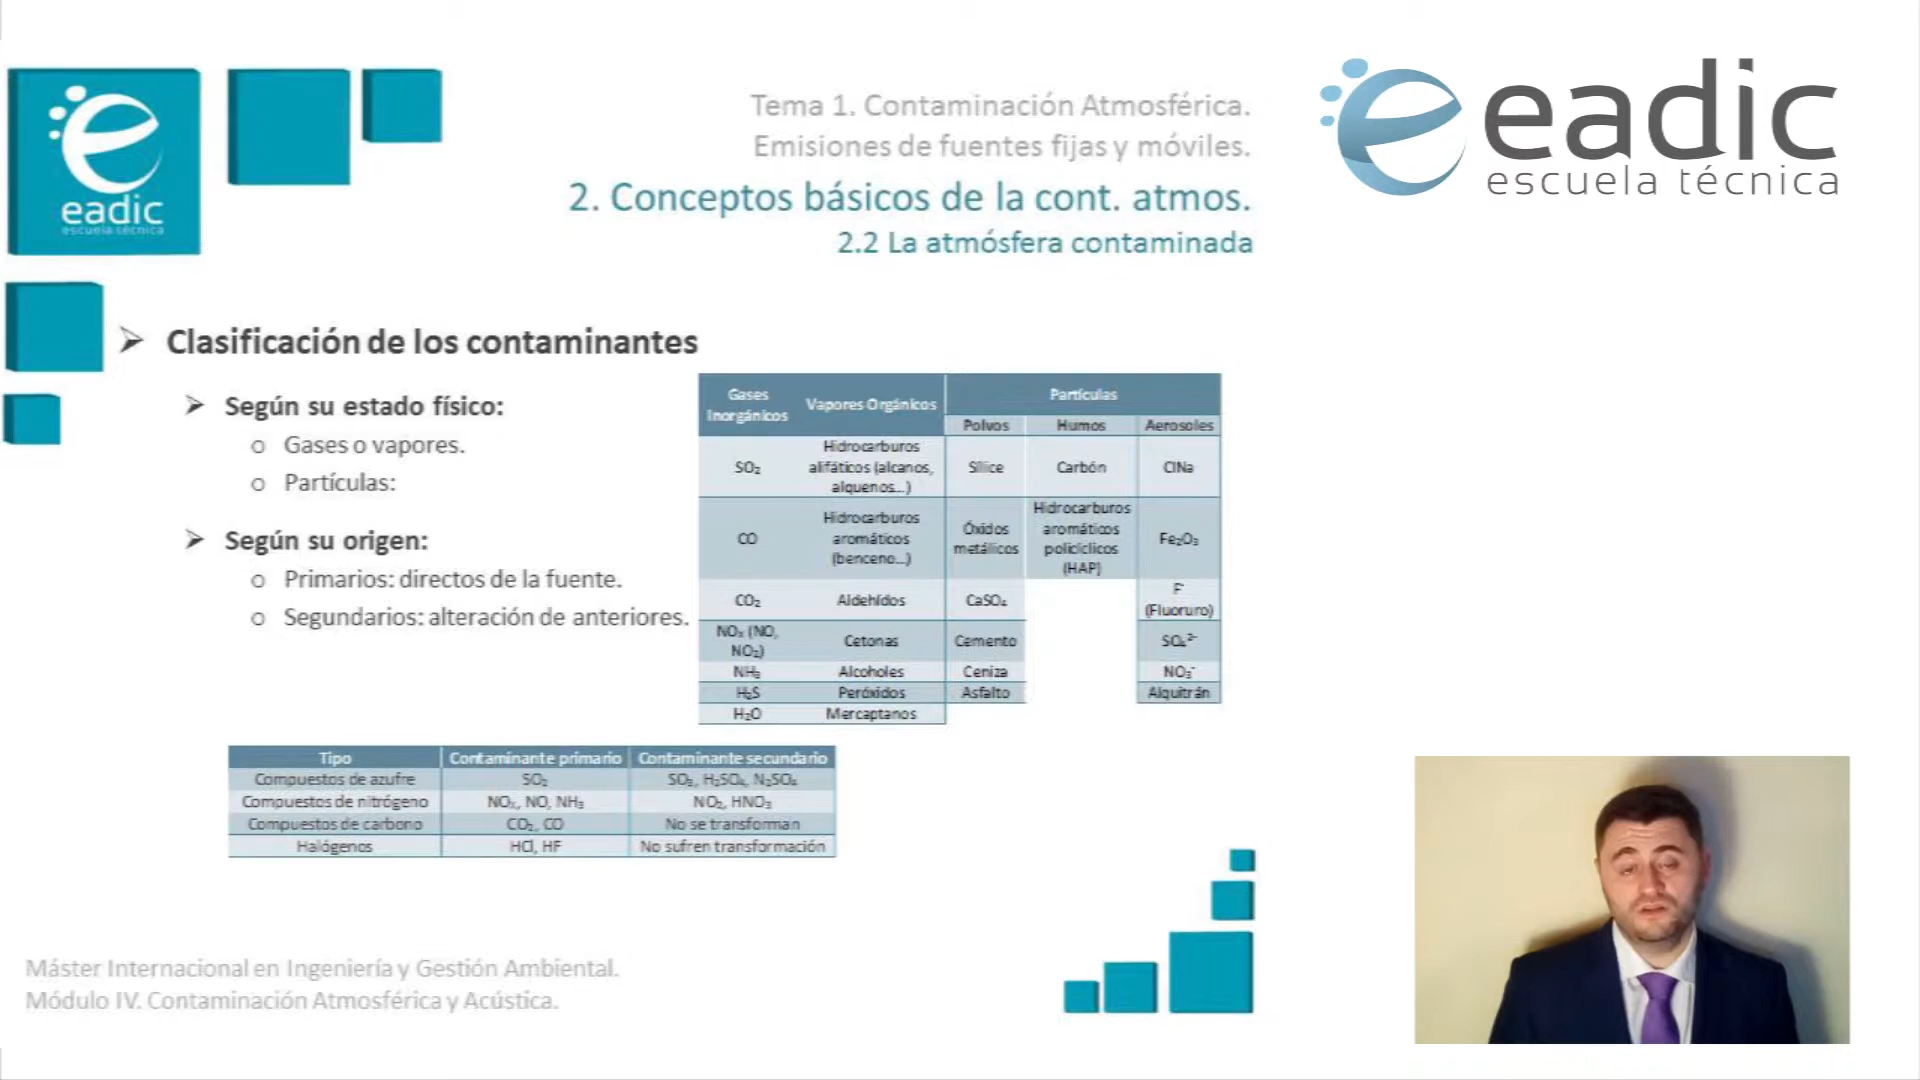 eadic
escuela técnica
Tema 1. Contaminación Atmosférica.
Emisiones de fuentes fijas y móviles.
2. Conceptos básicos de la cont. atmos.
2.2 La atmósfera contaminada
eadic
escuela técnica
Clasificación de los contaminantes
Según su estado físico:
o Gases o vapores.
o Partículas:
Según su origen:
o Primarios: directos de la fuente.
o Segundarios: alteración de anteriores.
Gases
Inorgánicos
Vapores Orgánicos
Partículas
Polvos
Humos
Aerosoles
SO₂
Hidrocarburos
alifáticos (alcanos,
alquenos...)
Sílice
Carbón
ClNa
CO
Hidrocarburos
aromáticos
(benceno...)
Óxidos
metálicos
Hidrocarburos
aromáticos
policíclicos
(HAP)
Fe₂O₃
CO₂
Aldehídos
CaSO₄
F⁻
(Fluoruro)
NOₓ (NO,
NO₂)
Cetonas
Cemento
SO₄²⁻
NH₃
Alcoholes
Ceniza
NO₃⁻
H₂S
Peróxidos
Asfalto
Alquitrán
H₂O
Mercaptanos
Tipo Contaminante primario Contaminante secundario
Compuestos de azufre SO₂ SO₃, H₂SO₄, N₂SO₄
Compuestos de nitrógeno NOₓ, NO, NH₃ NO₂, HNO₃
Compuestos de carbono CO₂, CO No se transforman
Halógenos HCl, HF No sufren transformación
Máster Internacional en Ingeniería y Gestión Ambiental.
Módulo IV. Contaminación Atmosférica y Acústica.